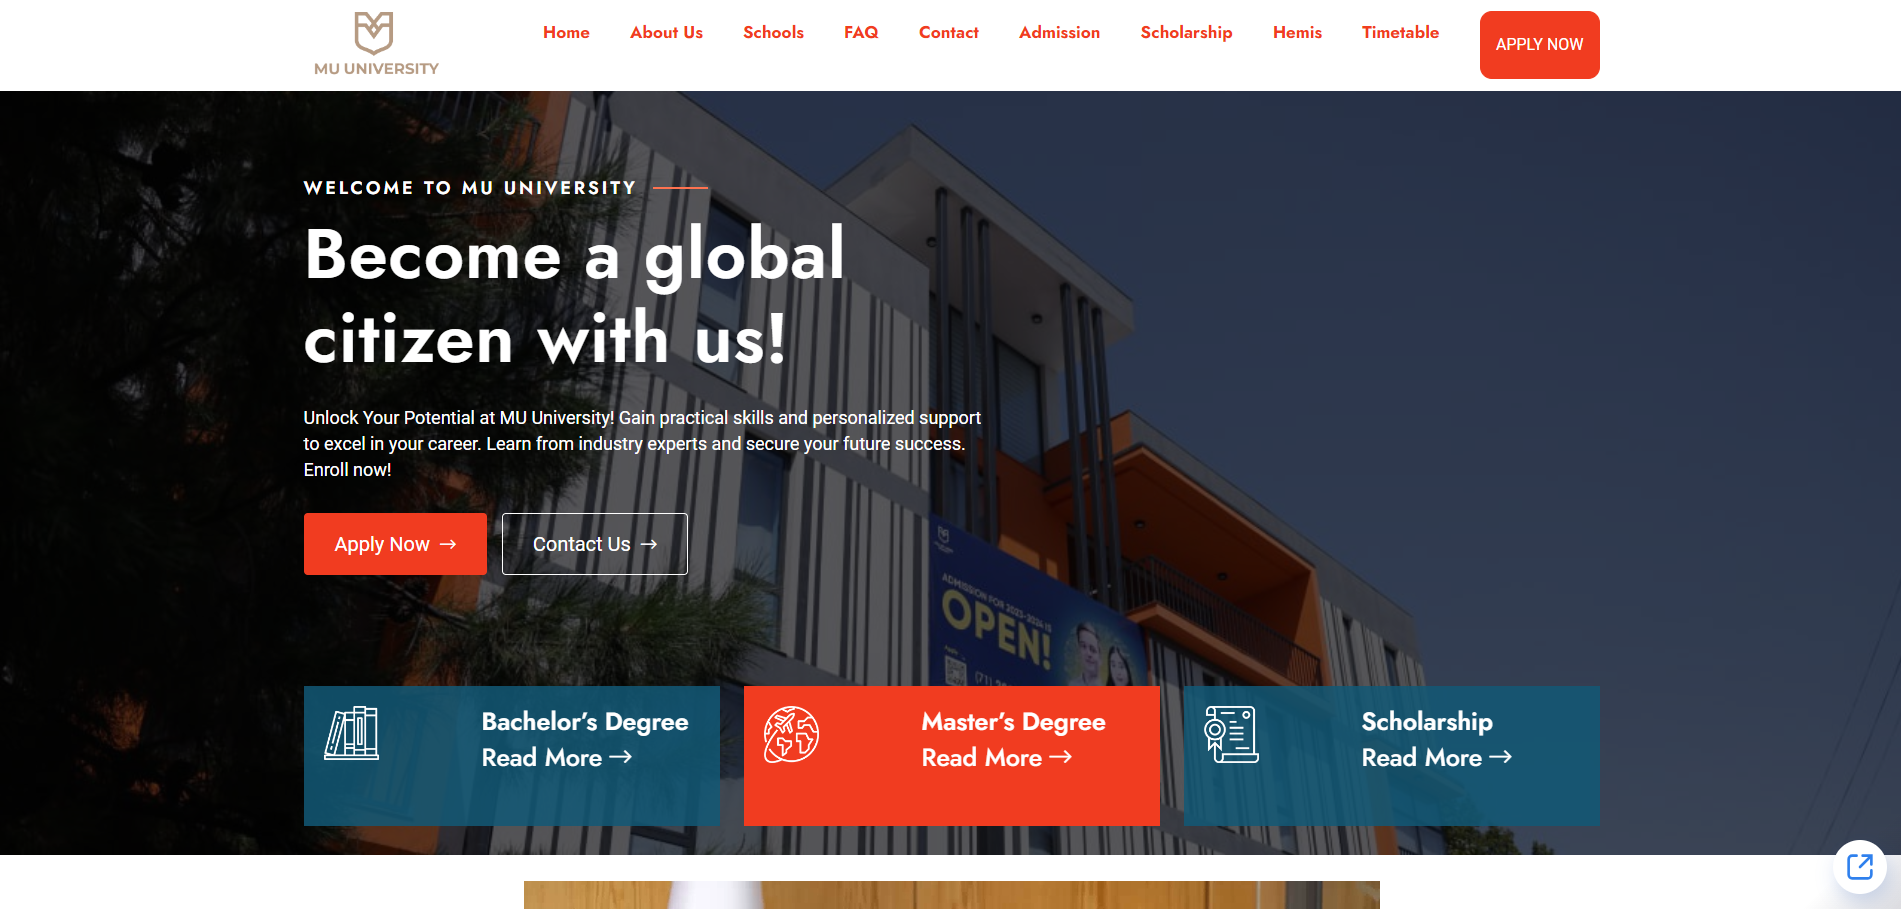 MU UNIVERSITY
Home
About Us
Schools
FAQ
Contact
Admission
Scholarship
Hemis
Timetable
APPLY NOW
WELCOME TO MU UNIVERSITY
Become a global
citizen with us!
Unlock Your Potential at MU University! Gain practical skills and personalized support
to excel in your career. Learn from industry experts and secure your future success.
Enroll now!
Apply Now →
Contact Us →
ADMISSION FOR 2023-2024 IS
OPEN!
Bachelor’s Degree
Read More →
Master’s Degree
Read More →
Scholarship
Read More →